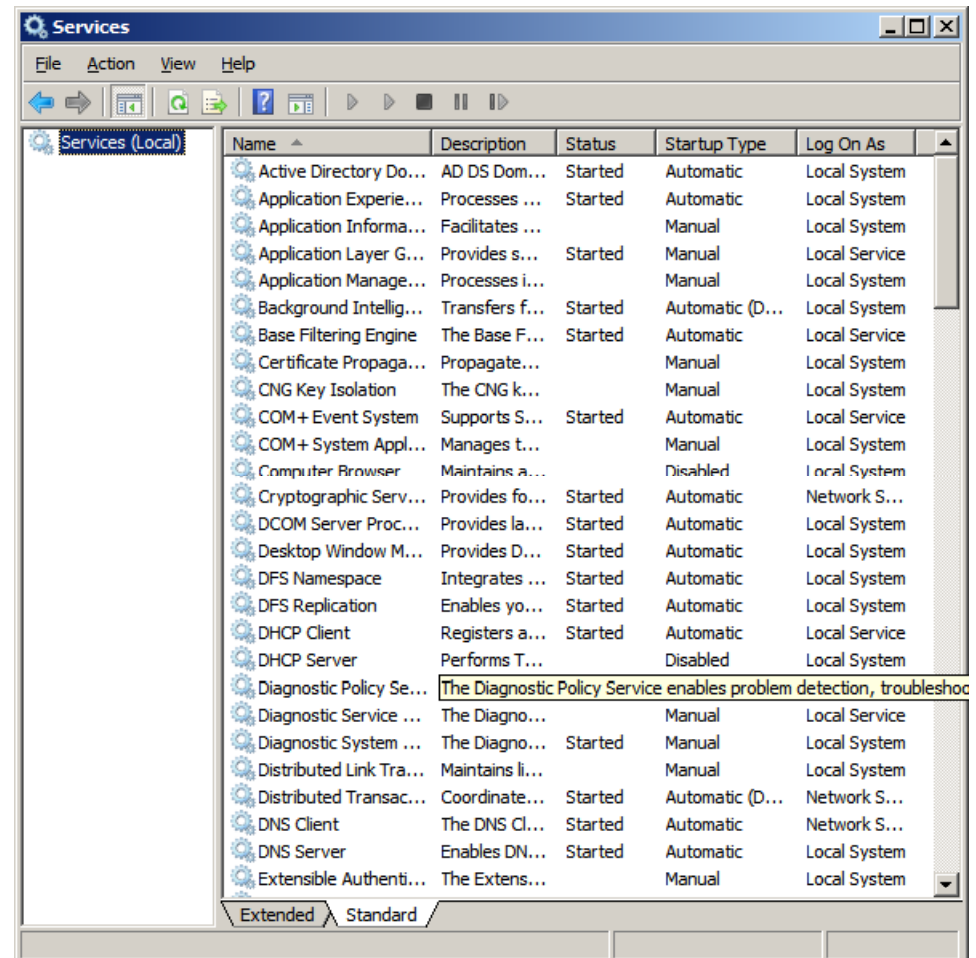 Services
File Action View Help
Services (Local)
Name Description Status Startup Type Log On As
Active Directory Do... AD DS Dom... Started Automatic Local System
Application Experie... Processes ... Started Automatic Local System
Application Informa... Facilitates ... Manual Local System
Application Layer G... Provides s... Started Manual Local Service
Application Manage... Processes i... Manual Local System
Background Intellig... Transfers f... Started Automatic (D... Local System
Base Filtering Engine The Base F... Started Automatic Local Service
Certificate Propaga... Propagate... Manual Local System
CNG Key Isolation The CNG k... Manual Local System
COM+ Event System Supports S... Started Automatic Local Service
COM+ System Appl... Manages t... Manual Local System
Computer Browser Maintains a... Disabled Local System
Cryptographic Serv... Provides fo... Started Automatic Network S...
DCOM Server Proc... Provides la... Started Automatic Local System
Desktop Window M... Provides D... Started Automatic Local System
DFS Namespace Integrates ... Started Automatic Local System
DFS Replication Enables yo... Started Automatic Local System
DHCP Client Registers a... Started Automatic Local Service
DHCP Server Performs T... Disabled Local System
Diagnostic Policy Se... The Diagnostic Policy Service enables problem detection, troubleshoo
Diagnostic Service ... The Diagno... Manual Local Service
Diagnostic System ... The Diagno... Started Manual Local System
Distributed Link Tra... Maintains li... Manual Local System
Distributed Transac... Coordinate... Started Automatic (D... Network S...
DNS Client The DNS Cl... Started Automatic Network S...
DNS Server Enables DN... Started Automatic Local System
Extensible Authenti... The Extens... Manual Local System
Extended Standard